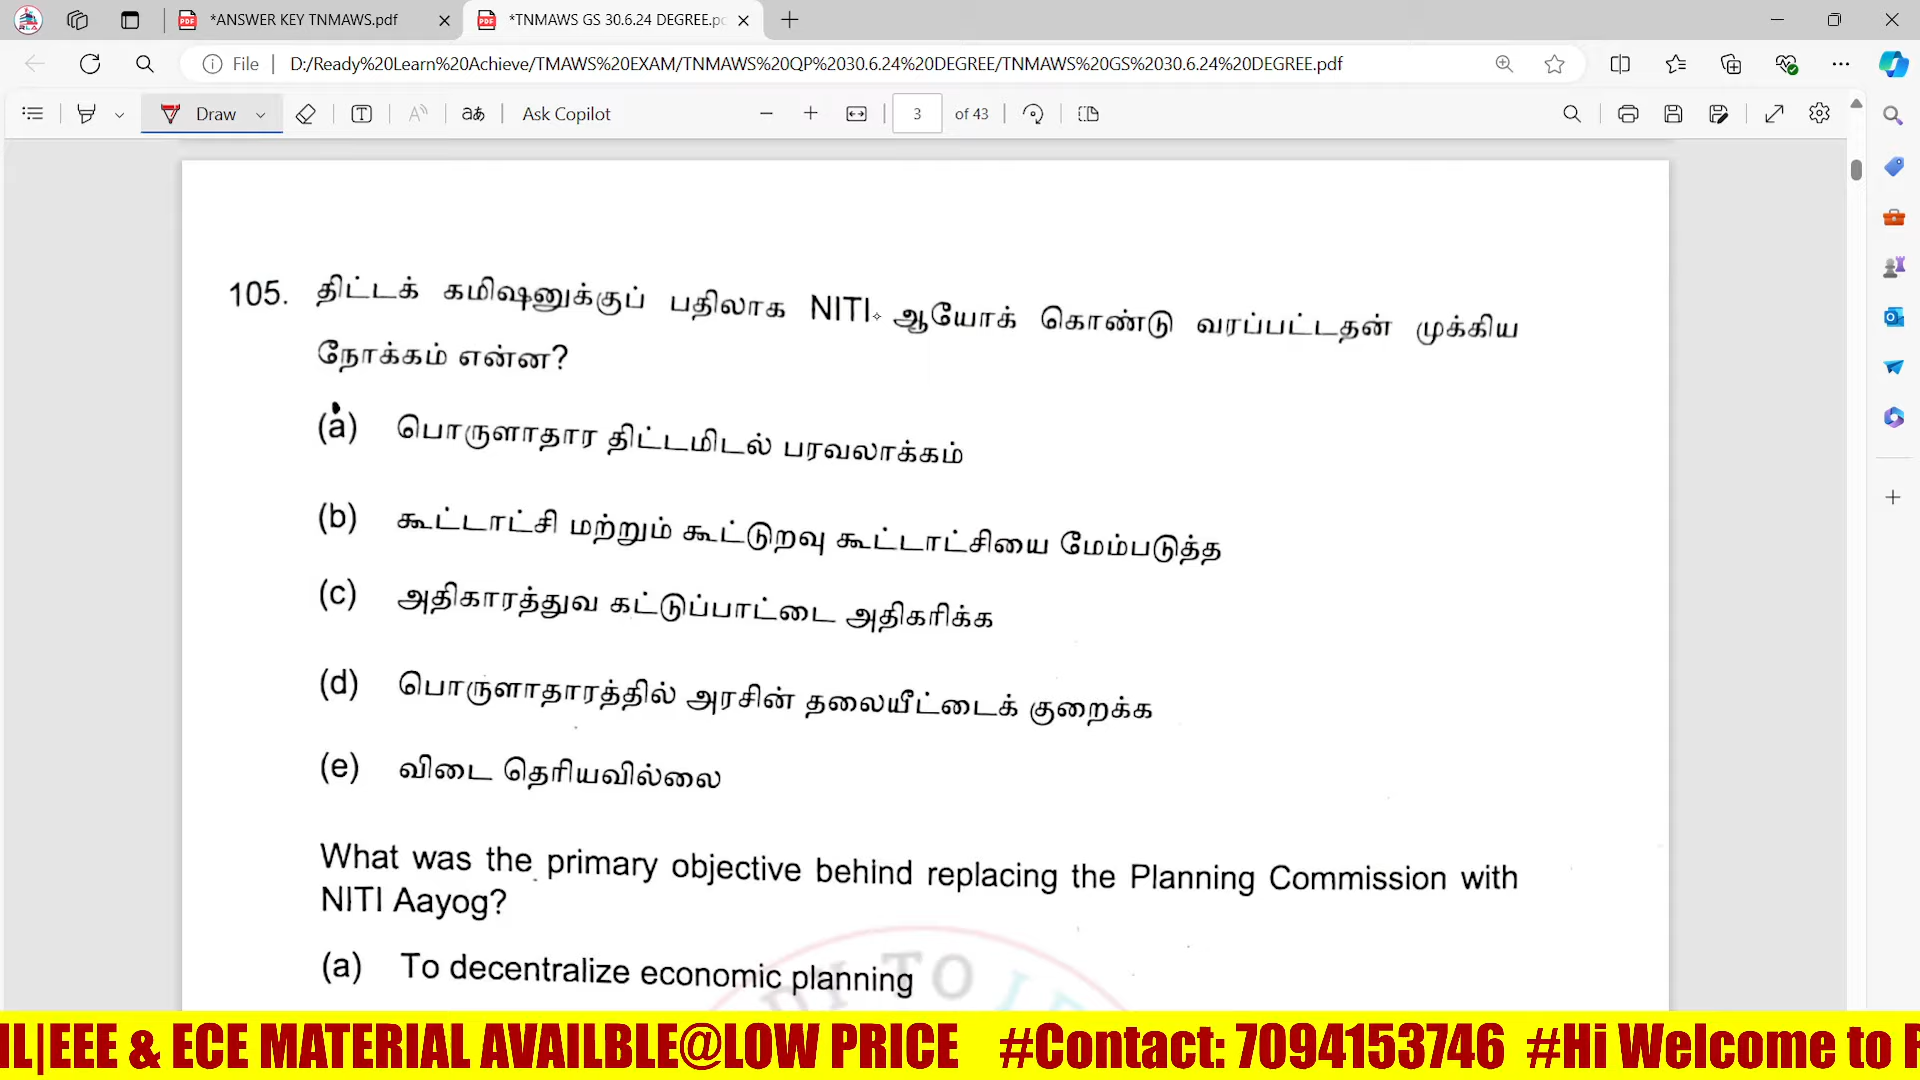 *ANSWER KEY TNMAWS.pdf
*TNMAWS GS 30.6.24 DEGREE.pc
File
D:/Ready%20Learn%20Achieve/TMAWS%20EXAM/TNMAWS%20QP%2030.6.24%20DEGREE/TNMAWS%20GS%2030.6.24%20DEGREE.pdf
Draw
Ask Copilot
3 of 43
105. திட்டக் கமிஷனுக்குப் பதிலாக NITI ஆயோக் கொண்டு வரப்பட்டதன் முக்கிய
நோக்கம் என்ன?
(a) பொருளாதார திட்டமிடல் பரவலாக்கம்
(b) கூட்டாட்சி மற்றும் கூட்டுறவு கூட்டாட்சியை மேம்படுத்த
(c) அதிகாரத்துவ கட்டுப்பாட்டை அதிகரிக்க
(d) பொருளாதாரத்தில் அரசின் தலையீட்டைக் குறைக்க
(e) விடை தெரியவில்லை
What was the primary objective behind replacing the Planning Commission with
NITI Aayog?
(a) To decentralize economic planning
IL|EEE & ECE MATERIAL AVAILBLE@LOW PRICE #Contact: 7094153746 #Hi Welcome to